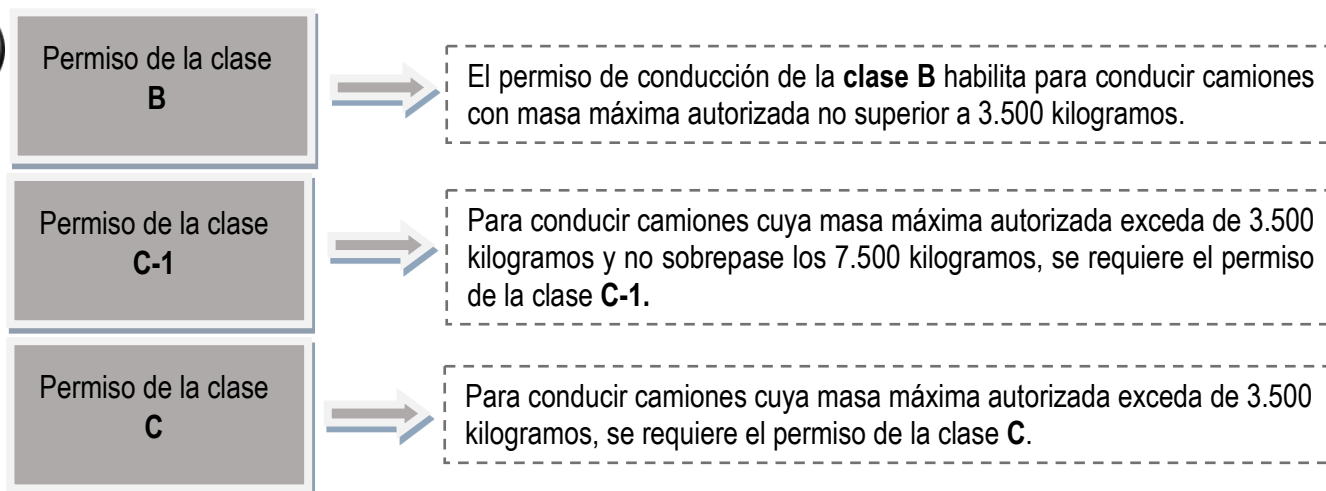 Permiso de la clase
B
El permiso de conducción de la clase B habilita para conducir camiones
con masa máxima autorizada no superior a 3.500 kilogramos.
Permiso de la clase
C-1
Para conducir camiones cuya masa máxima autorizada exceda de 3.500
kilogramos y no sobrepase los 7.500 kilogramos, se requiere el permiso
de la clase C-1.
Permiso de la clase
C
Para conducir camiones cuya masa máxima autorizada exceda de 3.500
kilogramos, se requiere el permiso de la clase C.